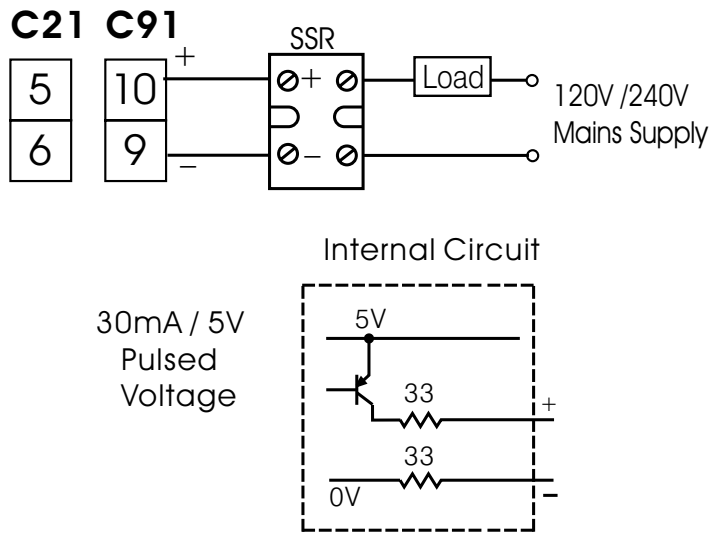 C21 C91
SSR
5 10 + + Load
120V /240V
6 9 – –
Mains Supply
Internal Circuit
30mA / 5V
Pulsed
Voltage
5V
33
+
33
0V
–